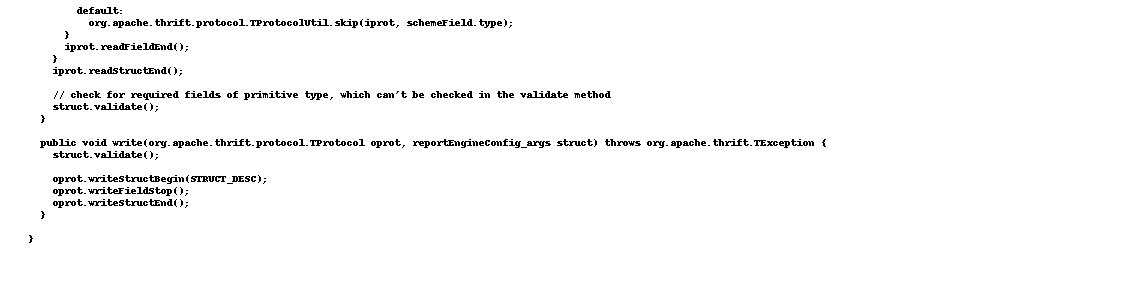 default:
org.apache.thrift.protocol.TProtocolUtil.skip(iprot, schemeField.type);
}
iprot.readFieldEnd();
}
iprot.readStructEnd();
// check for required fields of primitive type, which can't be checked in the validate method
struct.validate();
}
public void write(org.apache.thrift.protocol.TProtocol oprot, reportEngineConfig_args struct) throws org.apache.thrift.TException {
struct.validate();
oprot.writeStructBegin(STRUCT_DESC);
oprot.writeFieldStop();
oprot.writeStructEnd();
}
}